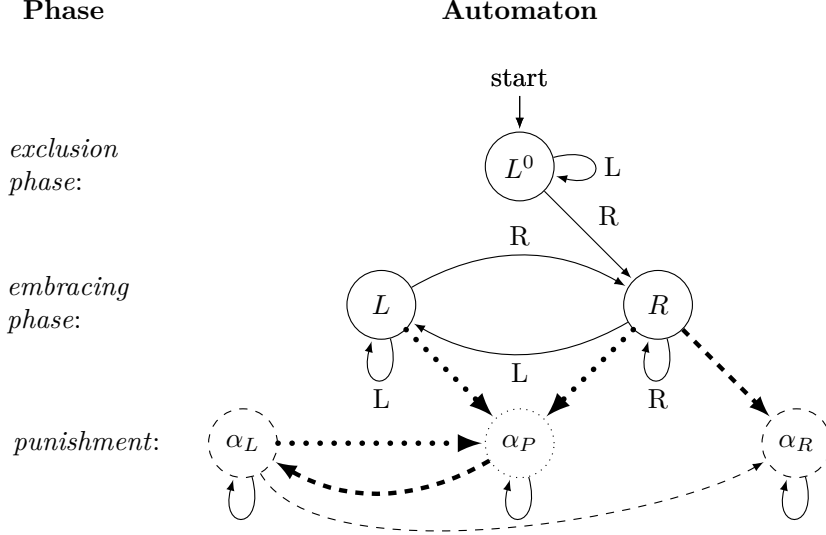 Phase Automaton
start
exclusion
phase:
L⁰ L
R
R
embracing
phase:
L R
L
L R
punishment: α_L α_P α_R